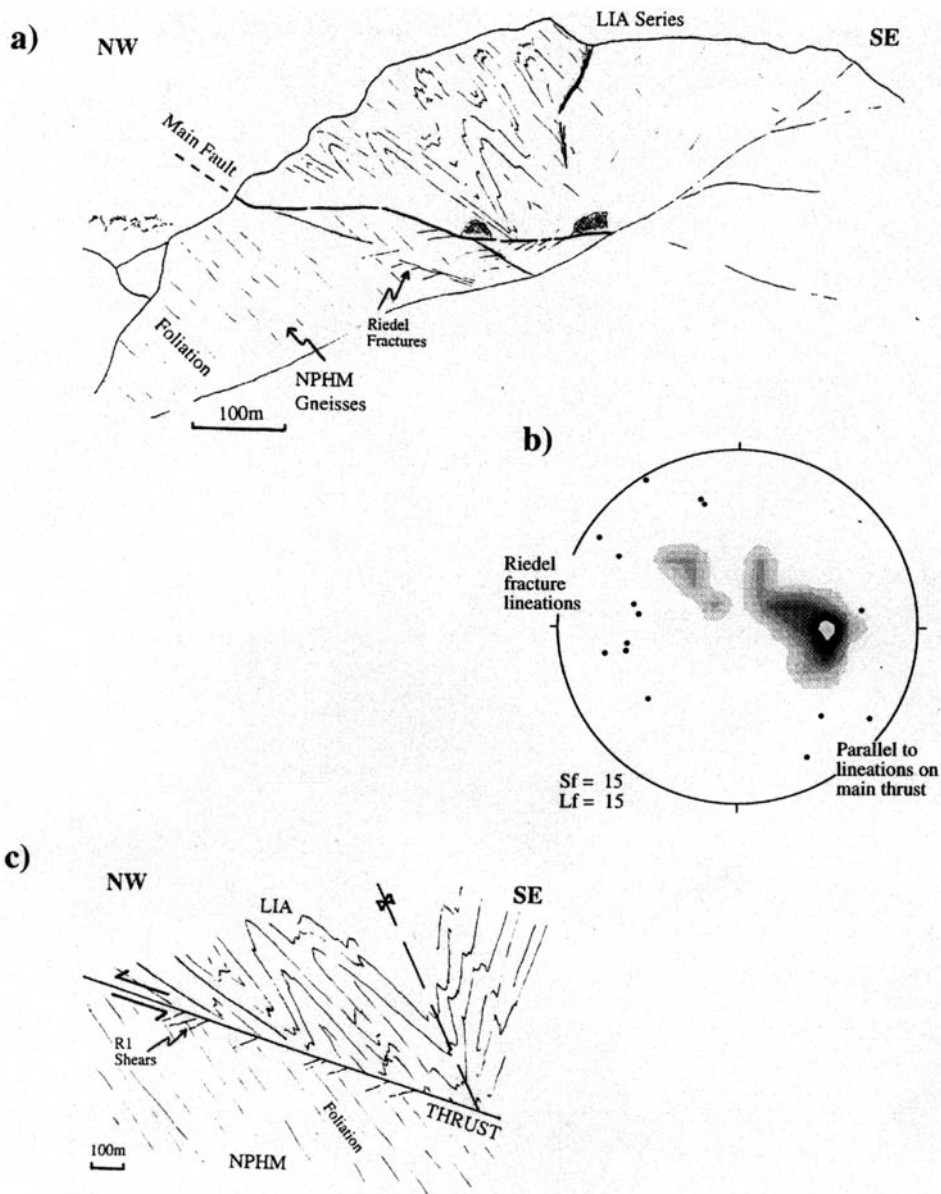 a)
NW
LIA Series
SE
Main Fault
Foliation
Riedel
Fractures
NPHM
Gneisses
100m
b)
Riedel
fracture
lineations
Parallel to
lineations on
main thrust
Sf = 15
Lf = 15
c)
NW
LIA
SE
R1
Shears
Foliation
THRUST
100m
NPHM